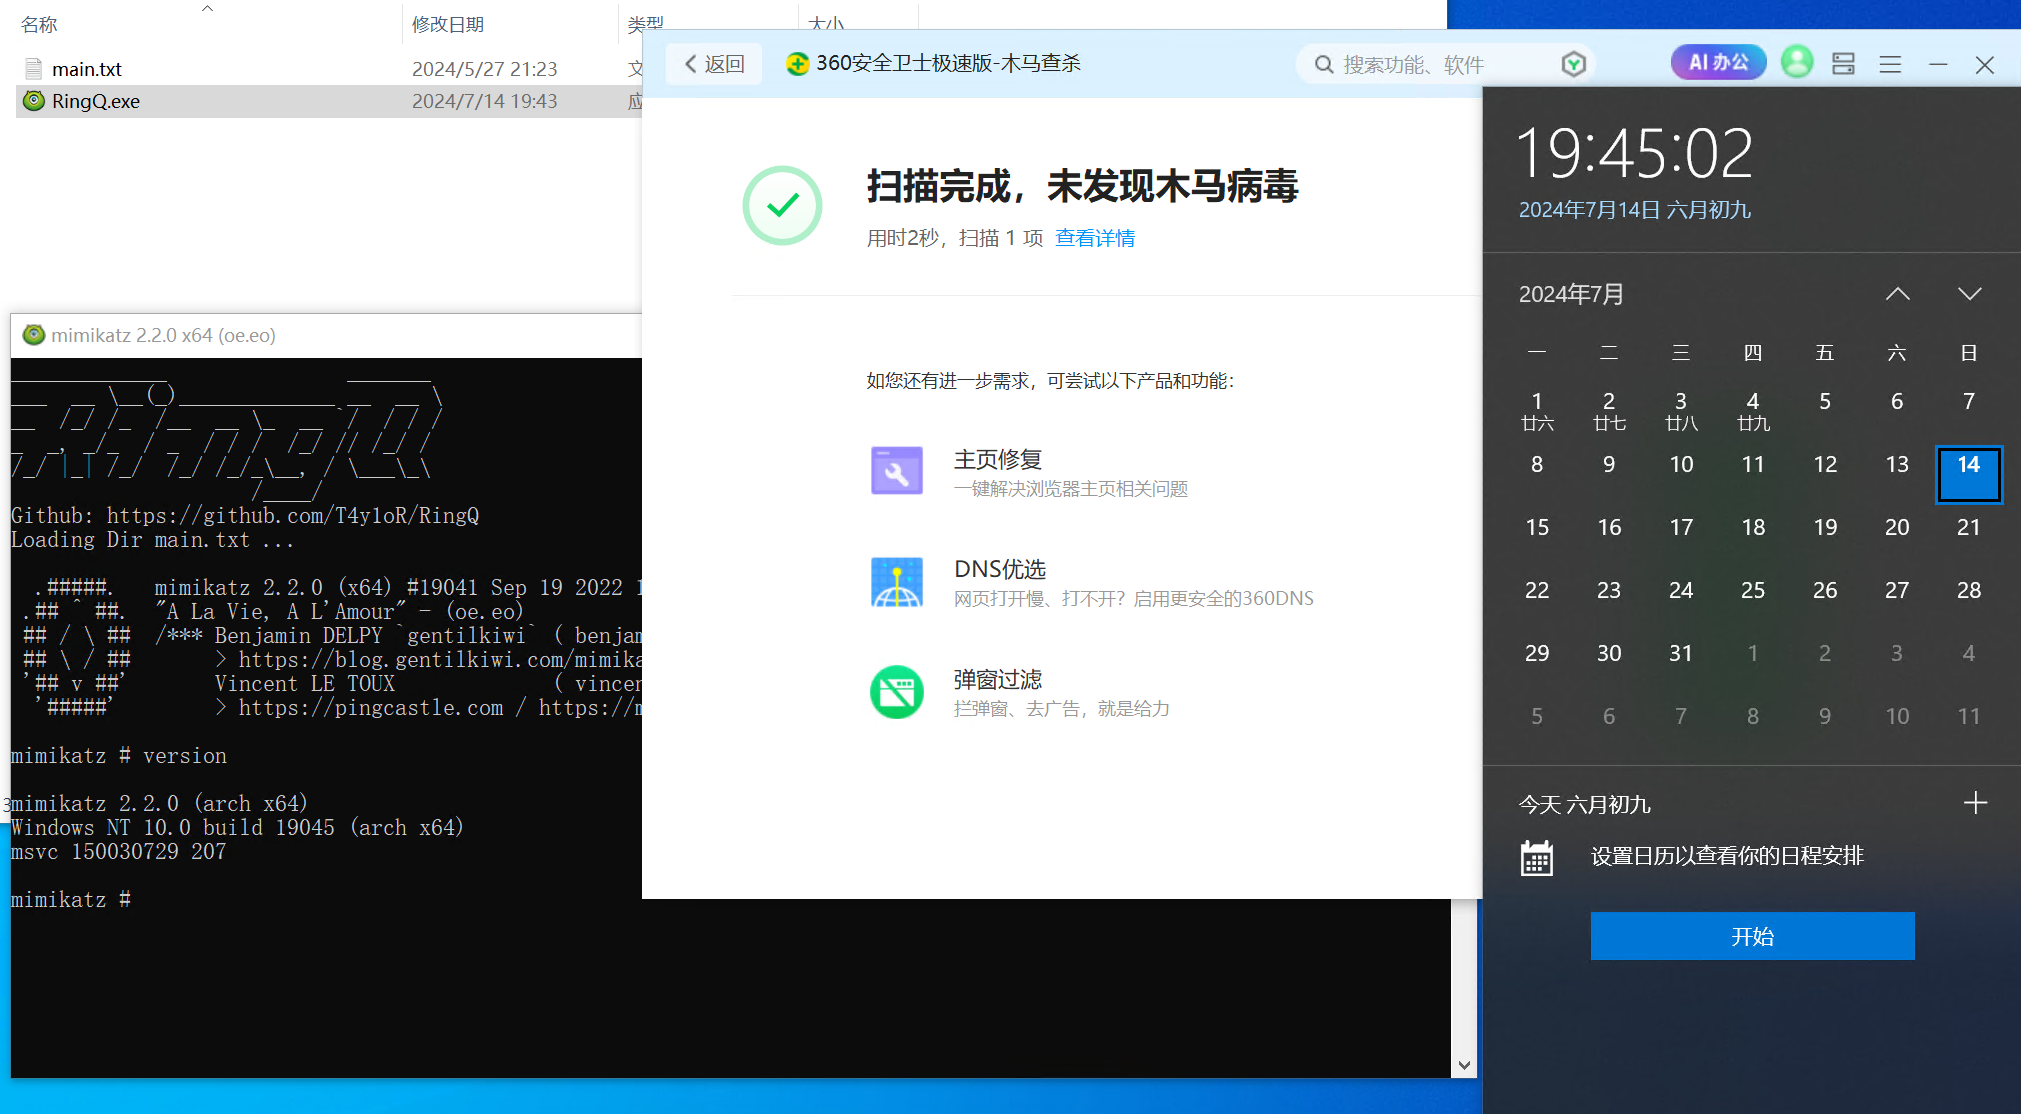 名称
修改日期
类型
大小
main.txt
2024/5/27 21:23
文
RingQ.exe
2024/7/14 19:43
应
mimikatz 2.2.0 x64 (oe.eo)
Github: https://github.com/T4y1oR/RingQ
Loading Dir main.txt ...
.#####.   mimikatz 2.2.0 (x64) #19041 Sep 19 2022 1
.## ^ ##.  "A La Vie, A L'Amour" - (oe.eo)
## / \ ##  /*** Benjamin DELPY `gentilkiwi` ( benjam
## \ / ##       > https://blog.gentilkiwi.com/mimika
'## v ##'       Vincent LE TOUX             ( vincen
'#####'        > https://pingcastle.com / https://m
mimikatz # version
mimikatz 2.2.0 (arch x64)
Windows NT 10.0 build 19045 (arch x64)
msvc 150030729 207
mimikatz #
返回
360安全卫士极速版-木马查杀
搜索功能、软件
AI 办公
扫描完成，未发现木马病毒
用时2秒，扫描 1 项 查看详情
如您还有进一步需求，可尝试以下产品和功能：
主页修复
一键解决浏览器主页相关问题
DNS优选
网页打开慢、打不开？启用更安全的360DNS
弹窗过滤
拦弹窗、去广告，就是给力
19:45:02
2024年7月14日 六月初九
2024年7月
一 二 三 四 五 六 日
1 2 3 4 5 6 7
廿六 廿七 廿八 廿九
8 9 10 11 12 13 14
15 16 17 18 19 20 21
22 23 24 25 26 27 28
29 30 31 1 2 3 4
5 6 7 8 9 10 11
今天 六月初九
设置日历以查看你的日程安排
开始